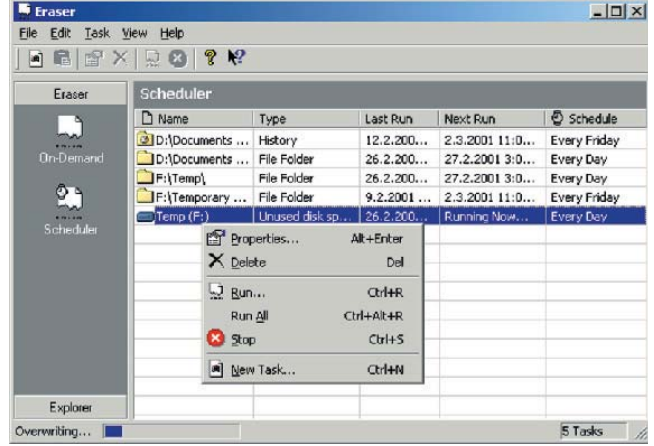 Eraser
File Edit Task View Help
Eraser
Scheduler
Name Type Last Run Next Run Schedule
D:\Documents ... History 12.2.200... 2.3.2001 11:0... Every Friday
D:\Documents ... File Folder 26.2.200... 27.2.2001 3:0... Every Day
F:\Temp\ File Folder 26.2.200... 27.2.2001 3:0... Every Day
F:\Temporary ... File Folder 9.2.2001 ... 2.3.2001 11:0... Every Friday
Temp (F:) Unused disk sp... 26.2.200... Running Now... Every Day
On-Demand
Scheduler
Properties... Alt+Enter
Delete Del
Run... Ctrl+R
Run All Ctrl+Alt+R
Stop Ctrl+S
New Task... Ctrl+N
Explorer
Overwriting... 5 Tasks